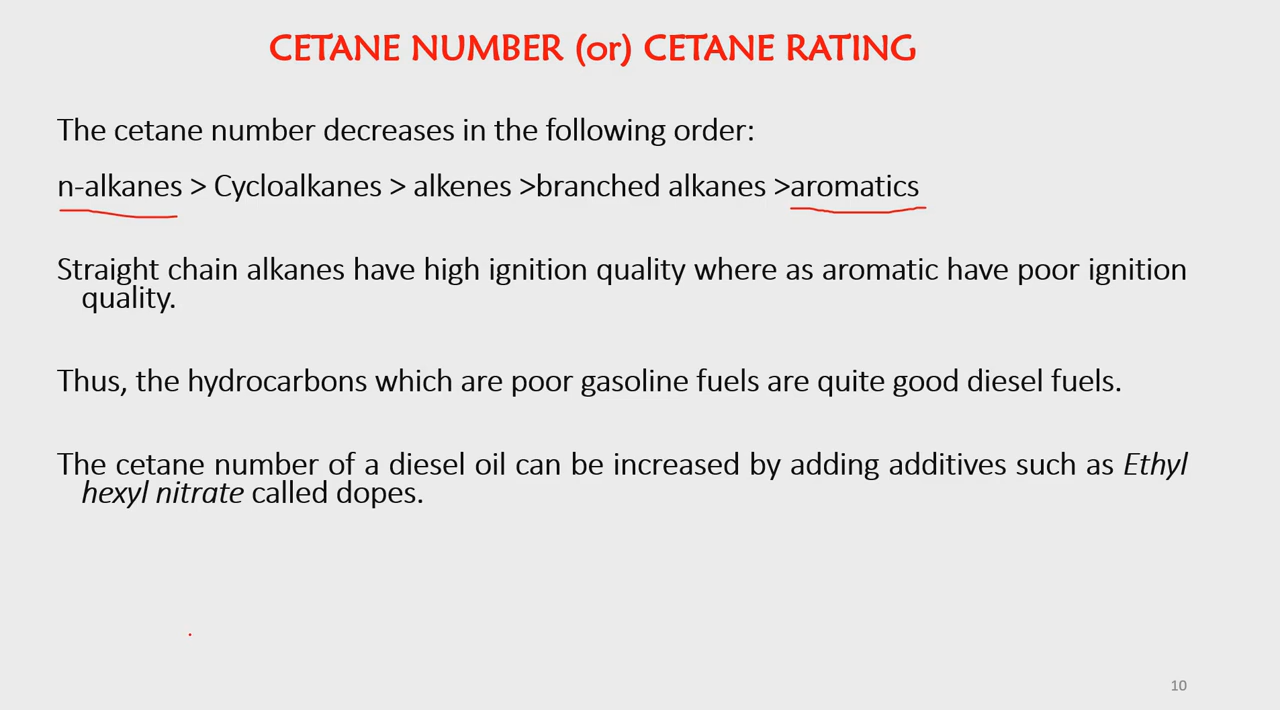 CETANE NUMBER (or) CETANE RATING
The cetane number decreases in the following order:
n-alkanes > Cycloalkanes > alkenes >branched alkanes >aromatics
Straight chain alkanes have high ignition quality where as aromatic have poor ignition
quality.
Thus, the hydrocarbons which are poor gasoline fuels are quite good diesel fuels.
The cetane number of a diesel oil can be increased by adding additives such as Ethyl
hexyl nitrate called dopes.
10